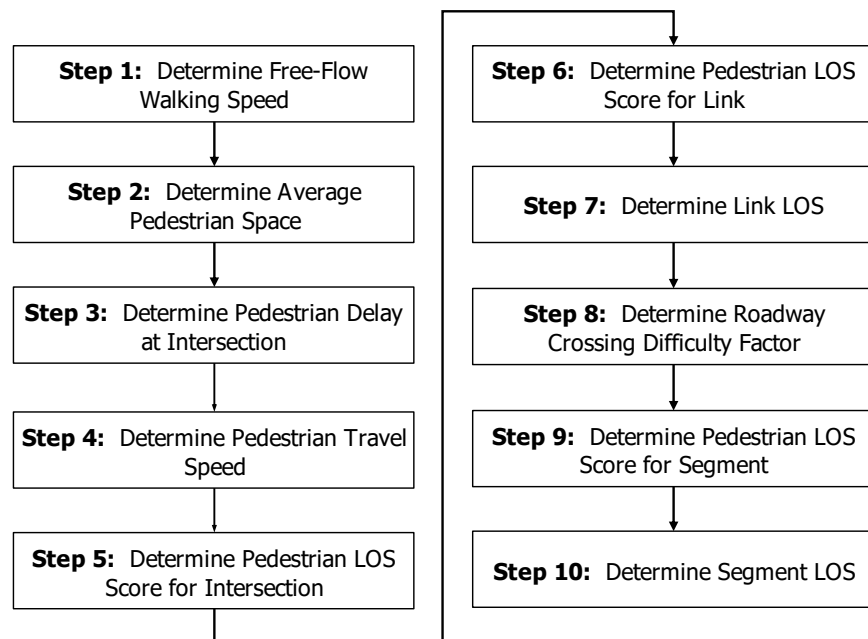 Step 1: Determine Free-Flow
Walking Speed
Step 2: Determine Average
Pedestrian Space
Step 3: Determine Pedestrian Delay
at Intersection
Step 4: Determine Pedestrian Travel
Speed
Step 5: Determine Pedestrian LOS
Score for Intersection
Step 6: Determine Pedestrian LOS
Score for Link
Step 7: Determine Link LOS
Step 8: Determine Roadway
Crossing Difficulty Factor
Step 9: Determine Pedestrian LOS
Score for Segment
Step 10: Determine Segment LOS